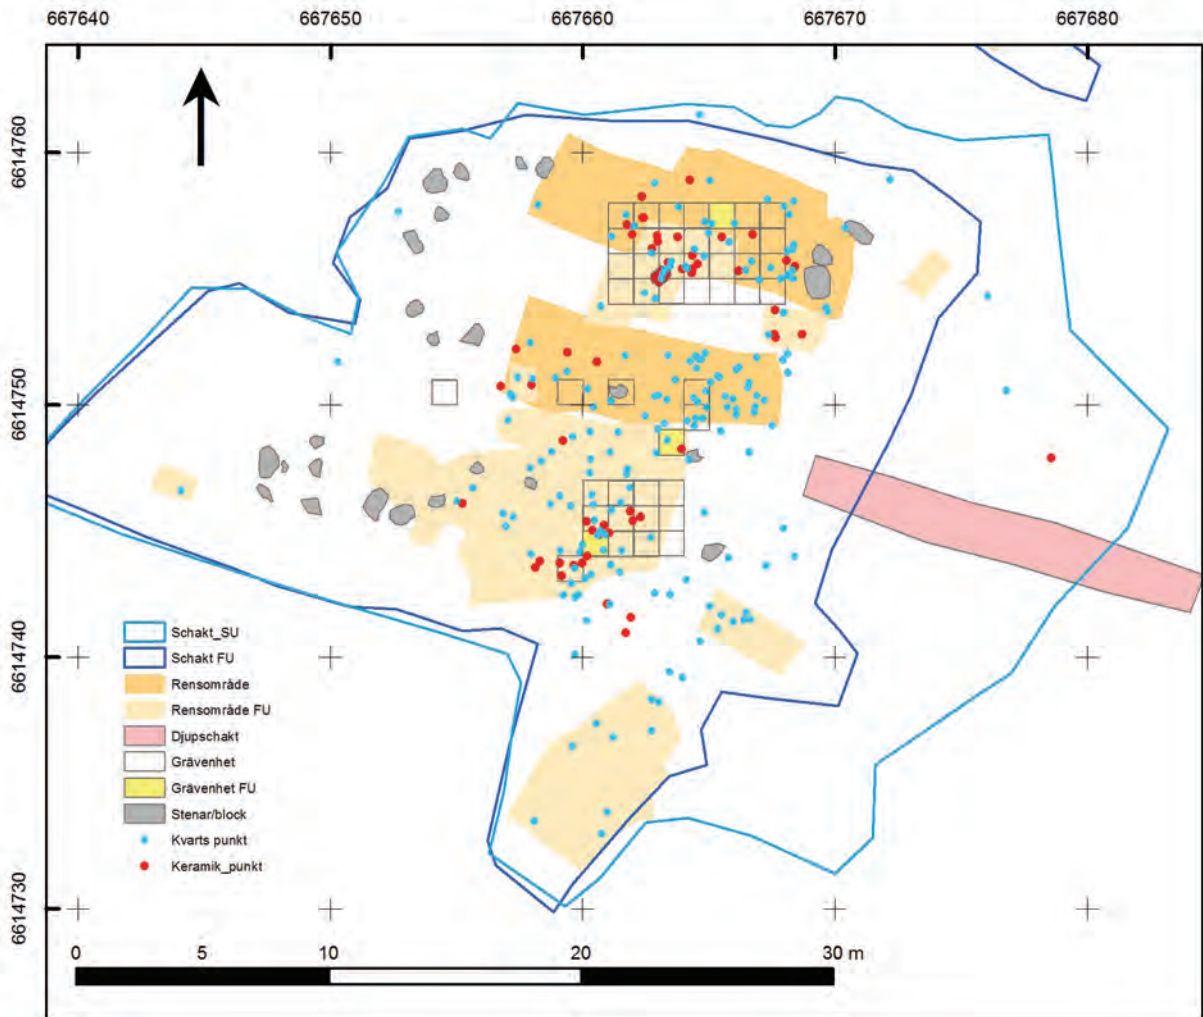 667640 667650 667660 667670 667680
6614760
6614750
6614740
6614730
Schakt_SU
Schakt FU
Rensområde
Rensområde FU
Djupschakt
Grävenhet
Grävenhet FU
Stenar/block
Kvarts punkt
Keramik_punkt
0 5 10 20 30 m